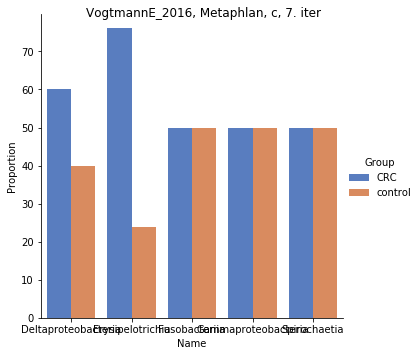 VogtmannE_2016, Metaphlan, c, 7. iter
Proportion
70
60
50
40
30
20
10
0
Deltaproteobacteria Erysipelotrichia Fusobacteriia Gammaproteobacteria Spirochaetia
Name
Group
CRC
control